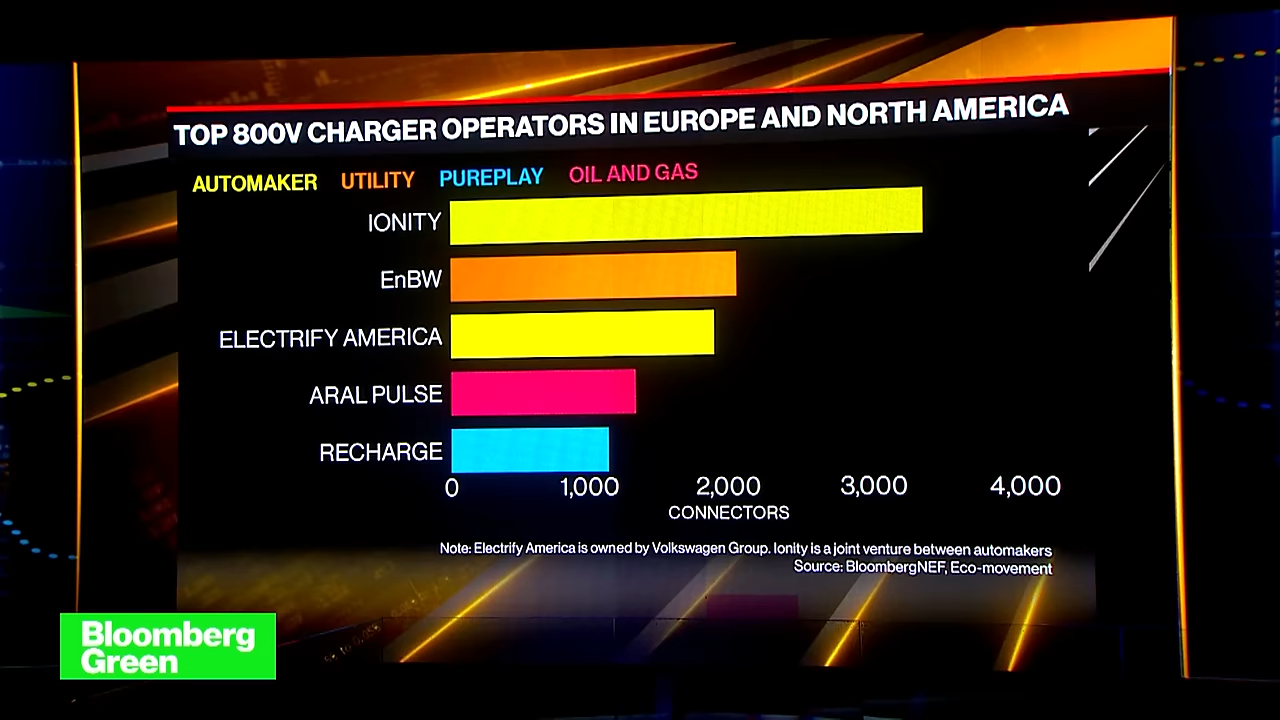 TOP 800V CHARGER OPERATORS IN EUROPE AND NORTH AMERICA
AUTOMAKER UTILITY PUREPLAY OIL AND GAS
IONITY
EnBW
ELECTRIFY AMERICA
ARAL PULSE
RECHARGE
0 1,000 2,000 3,000 4,000
CONNECTORS
Note: Electrify America is owned by Volkswagen Group. Ionity is a joint venture between automakers
Source: BloombergNEF, Eco-movement
Bloomberg
Green